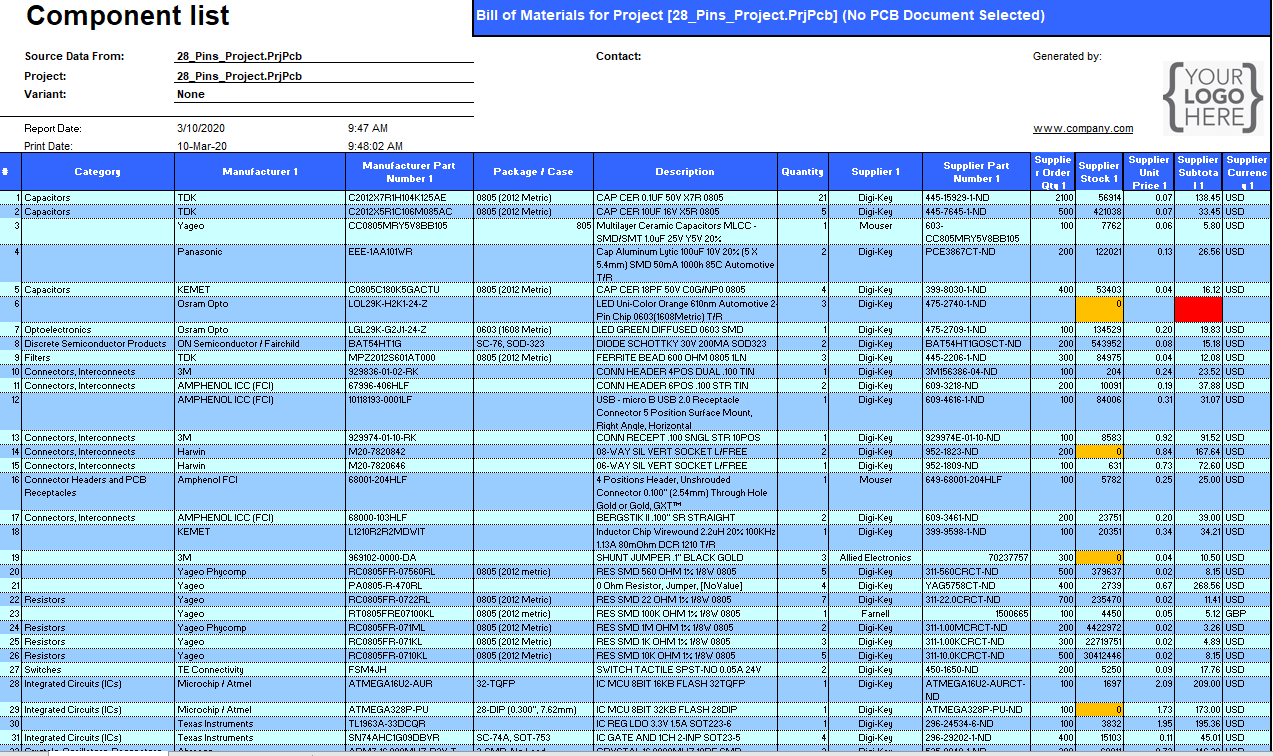 Component list
Bill of Materials for Project [28_Pins_Project.PrjPcb] (No PCB Document Selected)
Source Data From: 28_Pins_Project.PrjPcb Contact: Generated by:
Project: 28_Pins_Project.PrjPcb
Variant: None
{YOUR
LOGO
HERE}
Report Date: 3/10/2020 9:47 AM www.company.com
Print Date: 10-Mar-20 9:48:02 AM
# Category Manufacturer 1 Manufacturer Part Number 1 Package / Case Description Quantity Supplier 1 Supplier Part Number 1 Supplie r Order Qty 1 Supplier Stock 1 Supplier Unit Price 1 Supplier Subtota l 1 Supplier Currenc y 1
1 Capacitors TDK C2012X7R1H104K125AE 0805 (2012 Metric) CAP CER 0.1UF 50V X7R 0805 21 Digi-Key 445-15929-1-ND 2100 56914 0.07 138.45 USD
2 Capacitors TDK C2012X5R1C106M085AC 0805 (2012 Metric) CAP CER 10UF 16V X5R 0805 5 Digi-Key 445-7645-1-ND 500 421038 0.07 33.45 USD
3 Yageo CC0805MRY5V8BB105 805 Multilayer Ceramic Capacitors MLCC - 1 Mouser 603- 100 7762 0.06 5.80 USD
SMD/SMT 1.0uF 25V Y5V 20% CC805MRY5V8BB105
4 Panasonic EEE-1AA101WR Cap Aluminum Lytic 100uF 10V 20% (5 X 2 Digi-Key PCE3867CT-ND 200 122021 0.13 26.56 USD
5.4mm) SMD 50mA 1000h 85C Automotive
T/R
5 Capacitors KEMET C0805C180K5GACTU 0805 (2012 Metric) CAP CER 18PF 50V C0G/NP0 0805 4 Digi-Key 399-8030-1-ND 400 53403 0.04 16.12 USD
6 Osram Opto LOL29K-H2K1-24-Z LED Uni-Color Orange 610nm Automotive 2- 3 Digi-Key 475-2740-1-ND 0
Pin Chip 0603(1608Metric) T/R
7 Optoelectronics Osram Opto LGL29K-G2J1-24-Z 0603 (1608 Metric) LED GREEN DIFFUSED 0603 SMD 1 Digi-Key 475-2709-1-ND 100 134529 0.20 19.83 USD
8 Discrete Semiconductor Products ON Semiconductor / Fairchild BAT54HT1G SC-76, SOD-323 DIODE SCHOTTKY 30V 200MA SOD323 2 Digi-Key BAT54HT1GOSCT-ND 200 543952 0.08 15.18 USD
9 Filters TDK MPZ2012S601AT000 0805 (2012 Metric) FERRITE BEAD 600 OHM 0805 1LN 3 Digi-Key 445-2206-1-ND 300 84975 0.04 12.08 USD
10 Connectors, Interconnects 3M 929836-01-02-RK CONN HEADER 4POS DUAL .100 TIN 1 Digi-Key 3M156386-04-ND 100 204 0.24 23.52 USD
11 Connectors, Interconnects AMPHENOL ICC (FCI) 67996-406HLF CONN HEADER 6POS .100 STR TIN 2 Digi-Key 609-3218-ND 200 10091 0.19 37.88 USD
12 AMPHENOL ICC (FCI) 10118193-0001LF USB - micro B USB 2.0 Receptacle 1 Digi-Key 609-4616-1-ND 100 84006 0.31 31.07 USD
Connector 5 Position Surface Mount,
Right Angle, Horizontal
13 Connectors, Interconnects 3M 929974-01-10-RK CONN RECEPT .100 SNGL STR 10POS 1 Digi-Key 929974E-01-10-ND 100 8583 0.92 91.52 USD
14 Connectors, Interconnects Harwin M20-7820842 08-WAY SIL VERT SOCKET L/FREE 2 Digi-Key 952-1823-ND 200 0 0.84 167.64 USD
15 Connectors, Interconnects Harwin M20-7820646 06-WAY SIL VERT SOCKET L/FREE 1 Digi-Key 952-1809-ND 100 631 0.73 72.60 USD
16 Connector Headers and PCB Amphenol FCI 68001-204HLF 4 Positions Header, Unshrouded 1 Mouser 649-68001-204HLF 100 5782 0.25 25.00 USD
Receptacles Connector 0.100" (2.54mm) Through Hole
Gold or Gold, GXT™
17 Connectors, Interconnects AMPHENOL ICC (FCI) 68000-103HLF BERGSTIK II .100" SR STRAIGHT 2 Digi-Key 609-3461-ND 200 23751 0.20 39.00 USD
18 KEMET L1210R2R2MDWIT Inductor Chip Wirewound 2.2uH 20% 100KHz 1 Digi-Key 399-9598-1-ND 100 20351 0.34 34.21 USD
1.13A 80mOhm DCR 1210 T/R
19 3M 969102-0000-DA SHUNT JUMPER .1" BLACK GOLD 3 Allied Electronics 70237757 300 0 0.04 10.50 USD
20 Yageo Phycomp RC0805FR-07560RL 0805 (2012 metric) RES SMD 560 OHM 1% 1/8W 0805 5 Digi-Key 311-560CRCT-ND 500 379637 0.02 8.15 USD
21 Yageo PA0805-R-470RL 0 Ohm Resistor, Jumper, [NoValue] 4 Digi-Key YAG5758CT-ND 400 2739 0.67 268.56 USD
22 Resistors Yageo RC0805FR-0722RL 0805 (2012 Metric) RES SMD 22 OHM 1% 1/8W 0805 7 Digi-Key 311-22.0CRCT-ND 700 235470 0.02 11.41 USD
23 Yageo RT0805FRE07100KL 0805 (2012 metric) RES SMD 100K OHM 1% 1/8W 0805 1 Farnell 1500665 100 4450 0.05 5.12 GBP
24 Resistors Yageo Phycomp RC0805FR-071ML 0805 (2012 Metric) RES SMD 1M OHM 1% 1/8W 0805 2 Digi-Key 311-1.00MCRCT-ND 200 4422972 0.02 3.26 USD
25 Resistors Yageo RC0805FR-071KL 0805 (2012 Metric) RES SMD 1K OHM 1% 1/8W 0805 3 Digi-Key 311-1.00KCRCT-ND 300 22719751 0.02 4.89 USD
26 Resistors Yageo RC0805FR-0710KL 0805 (2012 Metric) RES SMD 10K OHM 1% 1/8W 0805 5 Digi-Key 311-10.0KCRCT-ND 500 30412446 0.02 8.15 USD
27 Switches TE Connectivity FSM4JH SWITCH TACTILE SPST-NO 0.05A 24V 2 Digi-Key 450-1650-ND 200 5250 0.09 17.76 USD
28 Integrated Circuits (ICs) Microchip / Atmel ATMEGA16U2-AUR 32-TQFP IC MCU 8BIT 16KB FLASH 32TQFP 1 Digi-Key ATMEGA16U2-AURCT- 100 1697 2.09 209.00 USD
ND
29 Integrated Circuits (ICs) Microchip / Atmel ATMEGA328P-PU 28-DIP (0.300", 7.62mm) IC MCU 8BIT 32KB FLASH 28DIP 1 Digi-Key ATMEGA328P-PU-ND 100 0 1.73 173.00 USD
30 Texas Instruments TL1963A-33DCQR IC REG LDO 3.3V 1.5A SOT223-6 1 Digi-Key 296-24534-6-ND 100 3832 1.95 195.36 USD
31 Integrated Circuits (ICs) Texas Instruments SN74AHC1G09DBVR SC-74A, SOT-753 IC GATE AND 1CH 2-INP SOT23-5 4 Digi-Key 296-29202-1-ND 400 15103 0.11 45.01 USD